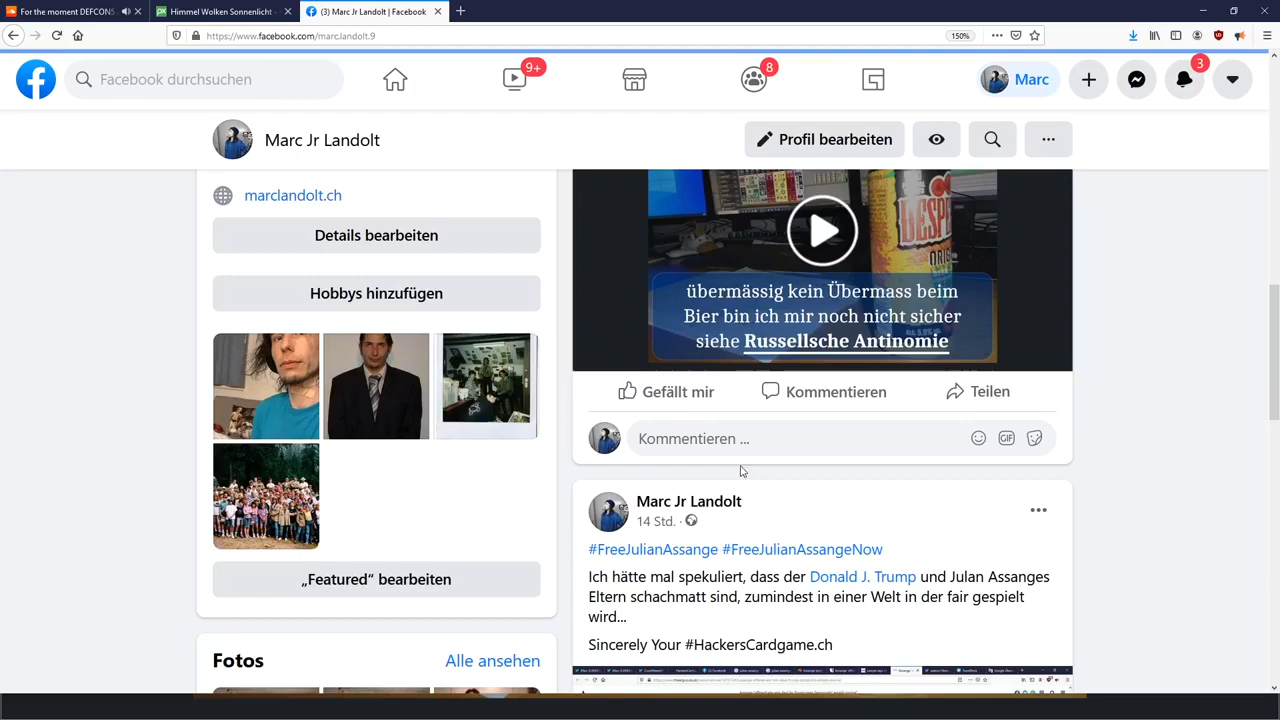 For the moment DEFCON5
Himmel Wolken Sonnenlicht -
(3) Marc Jr Landolt | Facebook
https://www.facebook.com/marc.landolt.9
150%
Facebook durchsuchen
9+
8
Marc
3
Marc Jr Landolt
Profil bearbeiten
marclandolt.ch
Details bearbeiten
Hobbys hinzufügen
„Featured“ bearbeiten
Fotos
Alle ansehen
übermässig kein Übermass beim
Bier bin ich mir noch nicht sicher
siehe Russellsche Antinomie
Gefällt mir
Kommentieren
Teilen
Kommentieren ...
GIF
Marc Jr Landolt
14 Std. ·
#FreeJulianAssange #FreeJulianAssangeNow
Ich hätte mal spekuliert, dass der Donald J. Trump und Julan Assanges
Eltern schachmatt sind, zumindest in einer Welt in der fair gespielt
wird...
Sincerely Your #HackersCardgame.ch